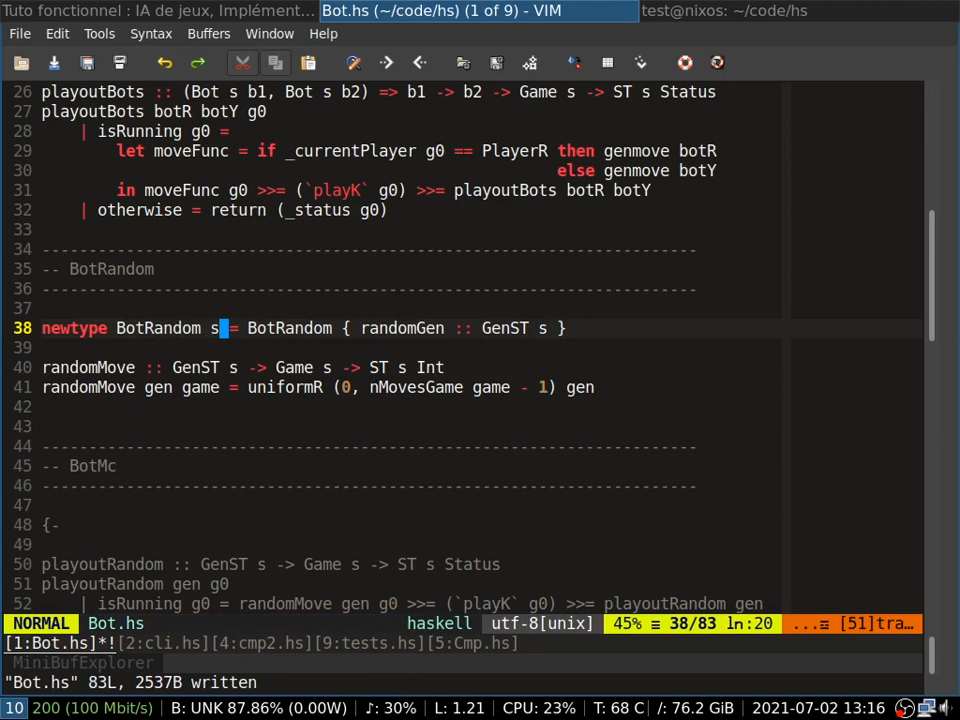 Tuto fonctionnel : IA de jeux, Implément... Bot.hs (~/code/hs) (1 of 9) - VIM test@nixos: ~/code/hs
File Edit Tools Syntax Buffers Window Help
26 playoutBots :: (Bot s b1, Bot s b2) => b1 -> b2 -> Game s -> ST s Status
27 playoutBots botR botY g0
28     | isRunning g0 =
29         let moveFunc = if _currentPlayer g0 == PlayerR then genmove botR
30                                                        else genmove botY
31         in moveFunc g0 >>= (`playK` g0) >>= playoutBots botR botY
32     | otherwise = return (_status g0)
33
34 ----------------------------------------------------------------------
35 -- BotRandom
36 ----------------------------------------------------------------------
37
38 newtype BotRandom s = BotRandom { randomGen :: GenST s }
39
40 randomMove :: GenST s -> Game s -> ST s Int
41 randomMove gen game = uniformR (0, nMovesGame game - 1) gen
42
43
44 ----------------------------------------------------------------------
45 -- BotMc
46 ----------------------------------------------------------------------
47
48 {-
49
50 playoutRandom :: GenST s -> Game s -> ST s Status
51 playoutRandom gen g0
52     | isRunning g0 = randomMove gen g0 >>= (`playK` g0) >>= playoutRandom gen
NORMAL Bot.hs haskell utf-8[unix] 45% ≡ 38/83 ln:20 ...≡ [51]tra...
[1:Bot.hs]*![2:cli.hs][4:cmp2.hs][9:tests.hs][5:Cmp.hs]
MiniBufExplorer
"Bot.hs" 83L, 2537B written
10 200 (100 Mbit/s) B: UNK 87.86% (0.00W) ♪: 30% L: 1.21 CPU: 23% T: 68 C /: 76.2 GiB 2021-07-02 13:16